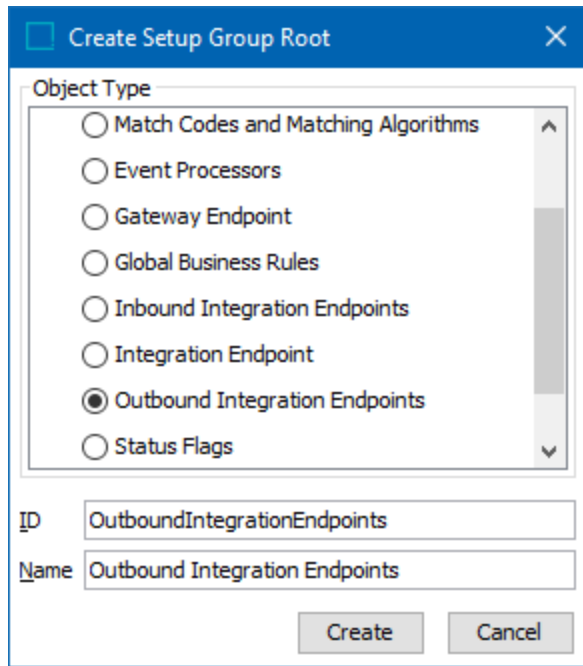 Create Setup Group Root
Object Type
Match Codes and Matching Algorithms
Event Processors
Gateway Endpoint
Global Business Rules
Inbound Integration Endpoints
Integration Endpoint
Outbound Integration Endpoints
Status Flags
ID OutboundIntegrationEndpoints
Name Outbound Integration Endpoints
Create Cancel